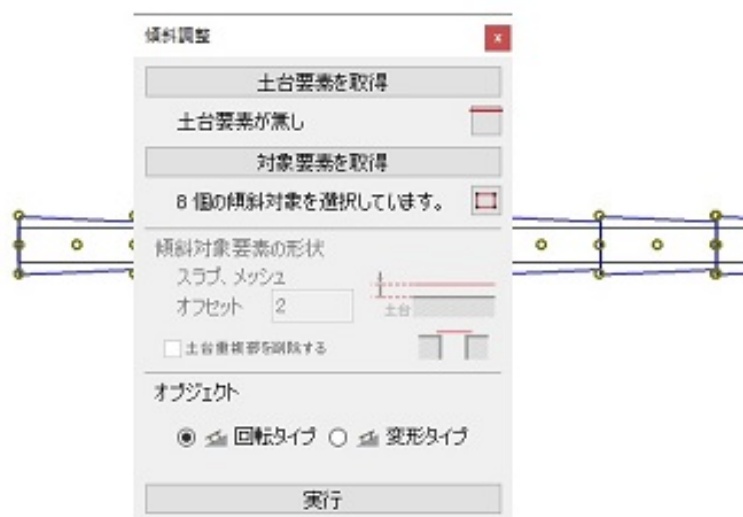 傾斜調整
土台要素を取得
土台要素が無し
対象要素を取得
8 個の傾斜対象を選択しています。
傾斜対象要素の形状
スラブ、メッシュ
オフセット 2
土台
土台重複部を削除する
オブジェクト
回転タイプ 変形タイプ
実行